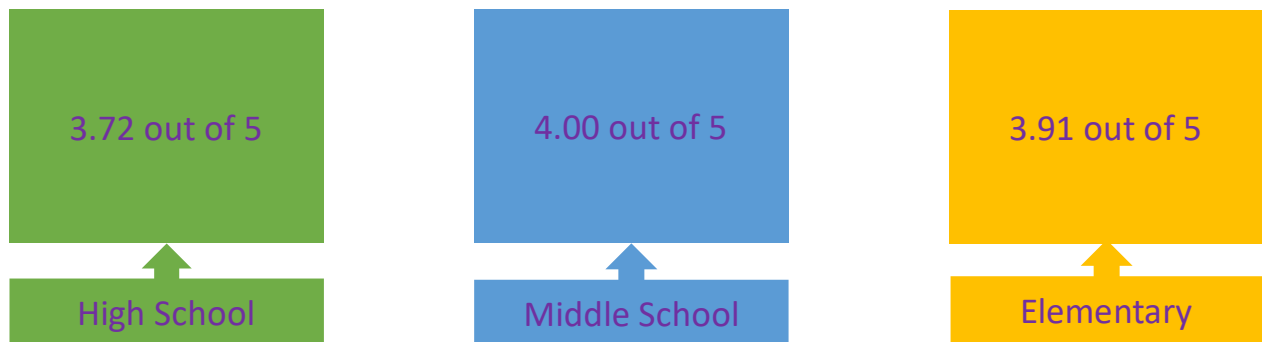 3.72 out of 5
4.00 out of 5
3.91 out of 5
High School
Middle School
Elementary